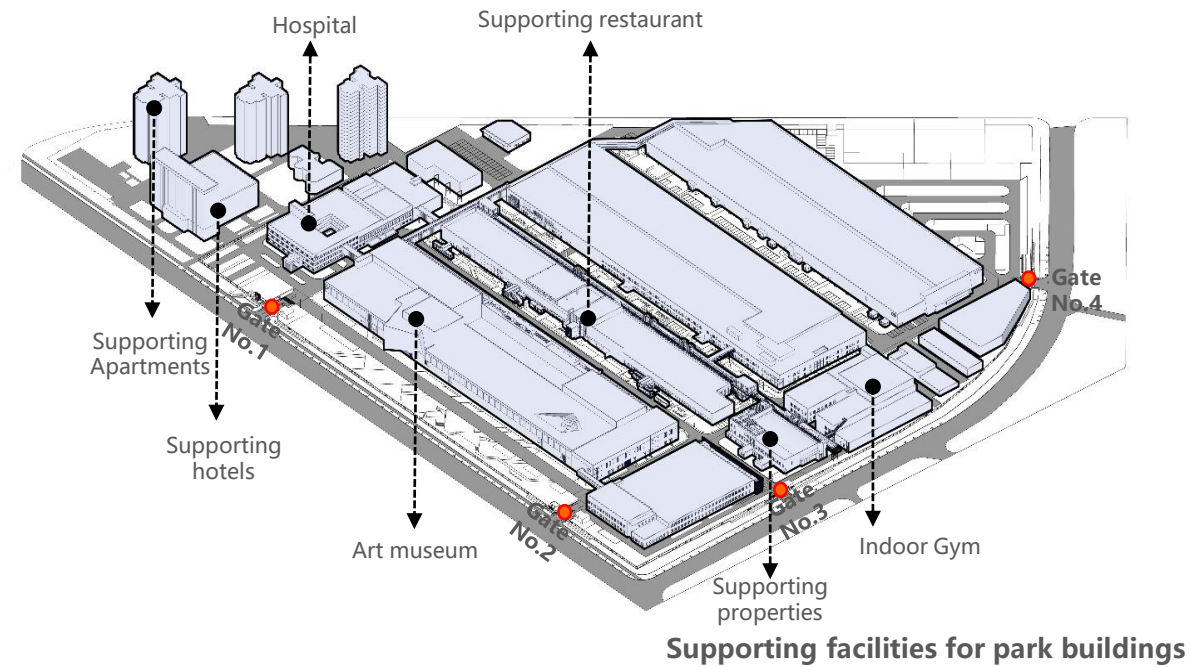 Supporting restaurant
Hospital
Gate
No.4
Gate
No.1
Supporting
Apartments
Supporting
hotels
Art museum
Gate
No.2
Gate
No.3
Indoor Gym
Supporting
properties
Supporting facilities for park buildings